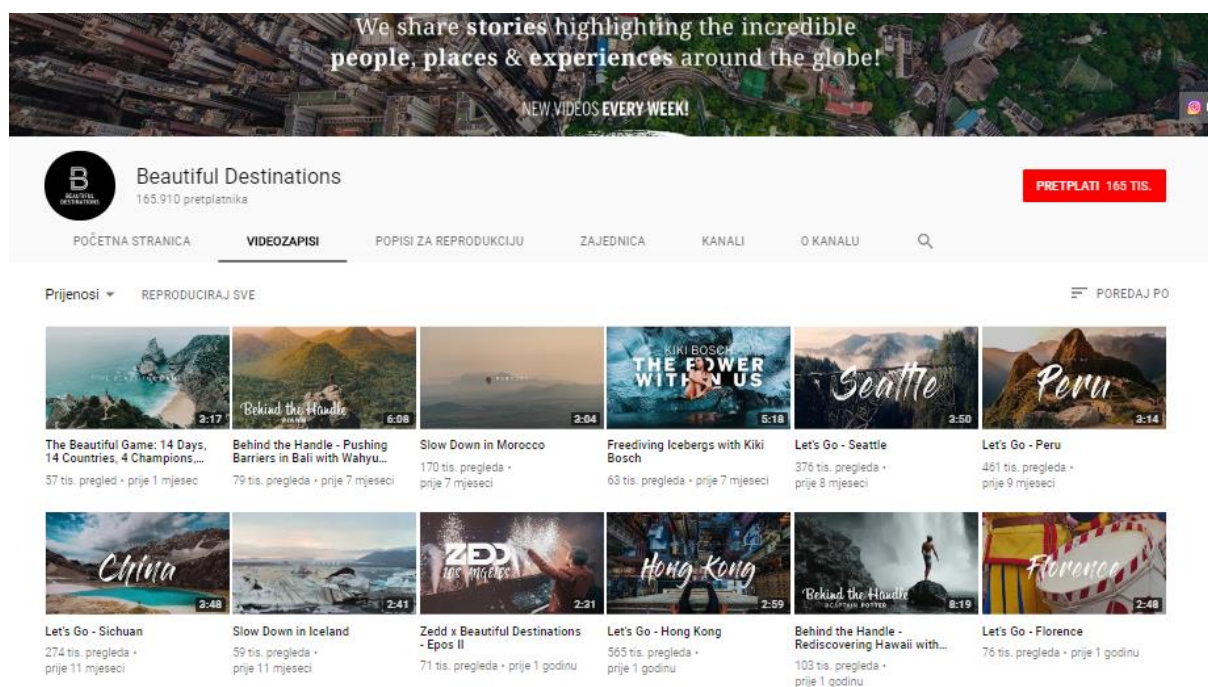 We share stories highlighting the incredible
people, places & experiences around the globe!
NEW VIDEOS EVERY WEEK!
B
BEAUTIFUL
DESTINATIONS
Beautiful Destinations
165.910 pretplatnika
PRETPLATI 165 TIS.
POČETNA STRANICA VIDEOZAPISI POPISI ZA REPRODUKCIJU ZAJEDNICA KANALI O KANALU
Prijenosi REPRODUCIRAJ SVE POREDAJ PO
3:17
Behind the Handle
6:08
3:04
KIKI BOSCH
THE POWER
WITHIN US
5:18
Seattle
3:50
Peru
3:14
The Beautiful Game: 14 Days,
14 Countries, 4 Champions,...
57 tis. pregled • prije 1 mjesec
Behind the Handle - Pushing
Barriers in Bali with Wahyu...
79 tis. pregleda • prije 7 mjeseci
Slow Down in Morocco
170 tis. pregleda •
prije 7 mjeseci
Freediving Icebergs with Kiki
Bosch
63 tis. pregleda • prije 7 mjeseci
Let's Go - Seattle
376 tis. pregleda •
prije 8 mjeseci
Let's Go - Peru
461 tis. pregleda •
prije 9 mjeseci
China
3:48
2:41
ZEDD
LOS ANGELES
2:31
Hong Kong
2:59
Behind the Handle
@CAPTAIN POTTER
8:19
Florence
2:48
Let's Go - Sichuan
274 tis. pregleda •
prije 11 mjeseci
Slow Down in Iceland
59 tis. pregleda •
prije 11 mjeseci
Zedd x Beautiful Destinations
- Epos II
71 tis. pregleda • prije 1 godinu
Let's Go - Hong Kong
565 tis. pregleda •
prije 1 godinu
Behind the Handle -
Rediscovering Hawaii with...
103 tis. pregleda •
prije 1 godinu
Let's Go - Florence
76 tis. pregleda • prije 1 godinu